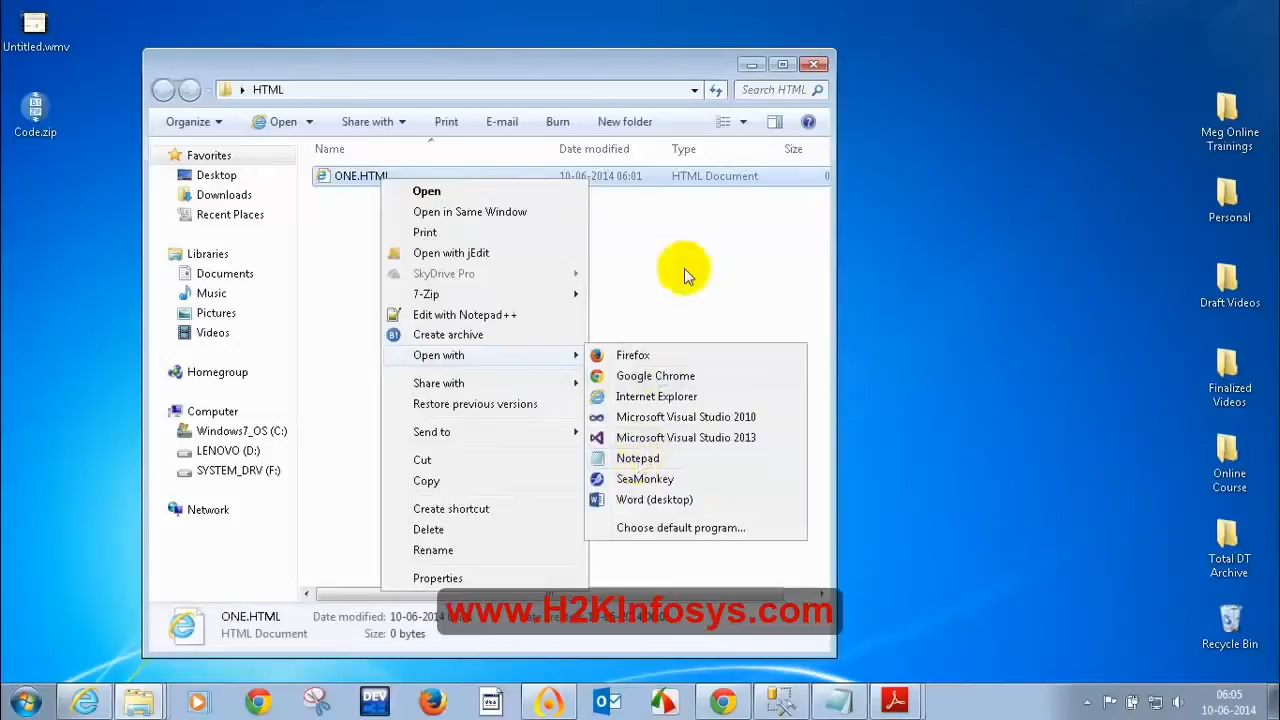 Untitled.wmv
Code.zip
HTML
Search HTML
Organize
Open
Share with
Print
E-mail
Burn
New folder
Name
Date modified
Type
Size
Favorites
Desktop
Downloads
Recent Places
Libraries
Documents
Music
Pictures
Videos
Homegroup
Computer
Windows7_OS (C:)
LENOVO (D:)
SYSTEM_DRV (F:)
Network
ONE.HTML
10-06-2014 06:01
HTML Document
0
Open
Open in Same Window
Print
Open with jEdit
SkyDrive Pro
7-Zip
Edit with Notepad++
Create archive
Open with
Share with
Restore previous versions
Send to
Cut
Copy
Create shortcut
Delete
Rename
Properties
Firefox
Google Chrome
Internet Explorer
Microsoft Visual Studio 2010
Microsoft Visual Studio 2013
Notepad
SeaMonkey
Word (desktop)
Choose default program...
ONE.HTML
Date modified: 10-06-2014
HTML Document
Size: 0 bytes
www.H2KInfosys.com
Meg Online
Trainings
Personal
Draft Videos
Finalized
Videos
Online
Course
Total DT
Archive
Recycle Bin
DEV
06:05
10-06-2014